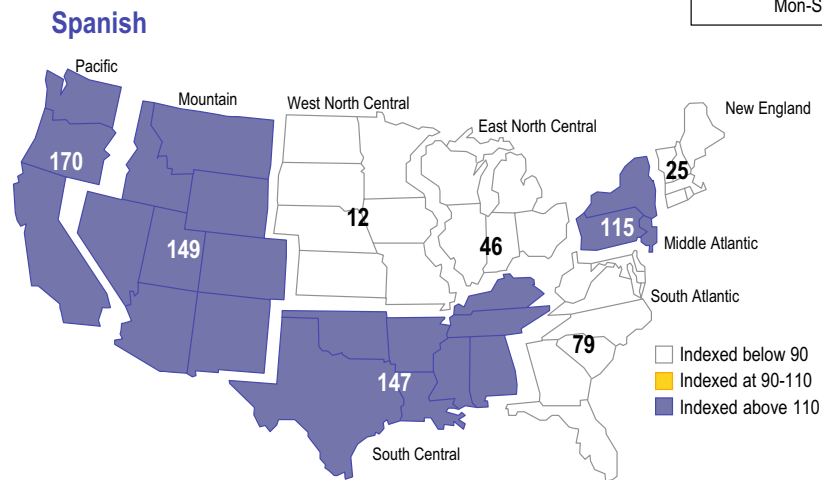 Mon-S
Spanish
Pacific
Mountain
West North Central
East North Central
New England
170
149
12
46
25
115
Middle Atlantic
South Atlantic
79
147
South Central
Indexed below 90
Indexed at 90-110
Indexed above 110